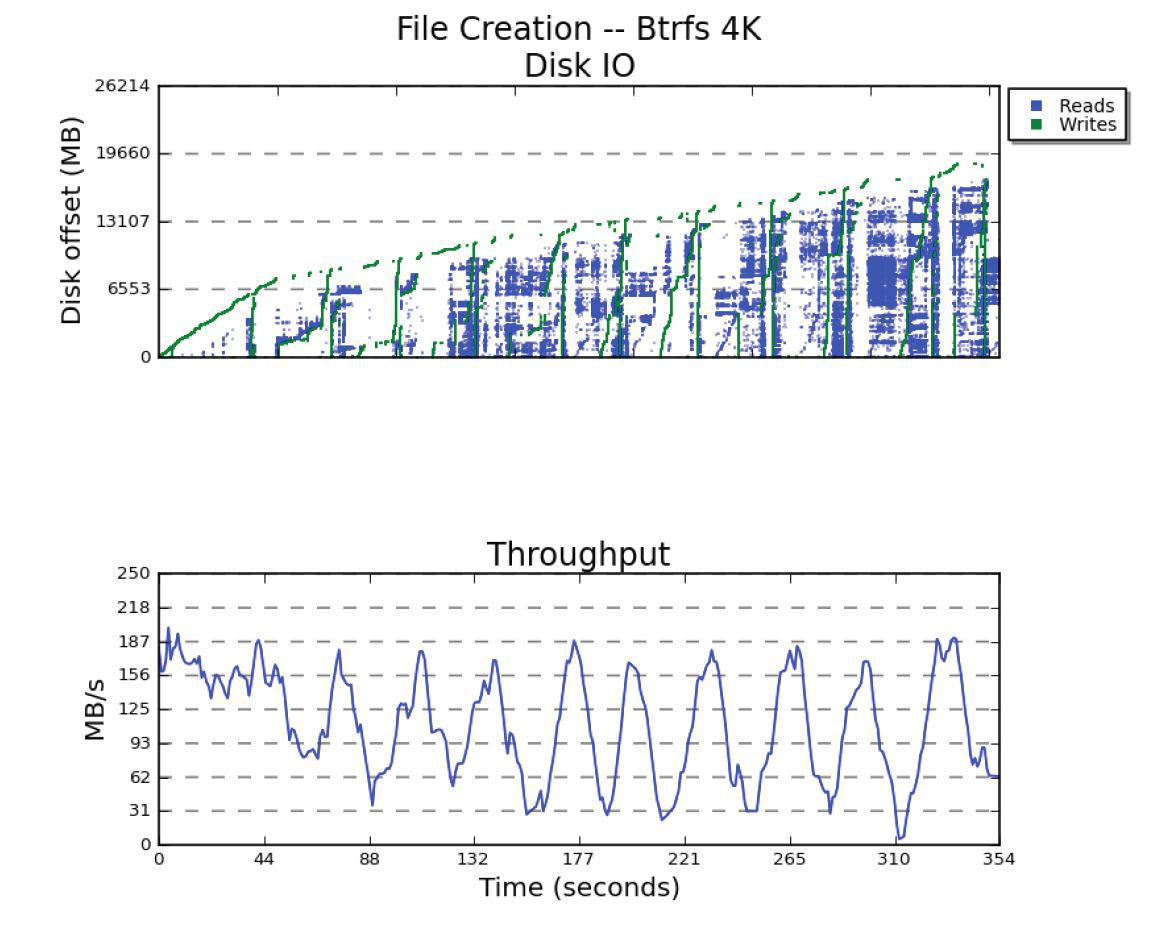 File Creation -- Btrfs 4K
Disk IO
26214
19660
13107
6553
0
Disk offset (MB)
Reads
Writes
Throughput
250
218
187
156
125
93
62
31
0
MB/s
0 44 88 132 177 221 265 310 354
Time (seconds)